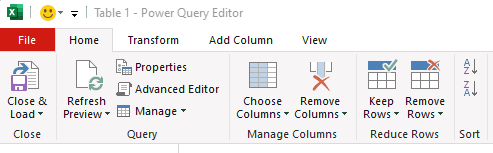 Table 1 - Power Query Editor
File Home Transform Add Column View
Close & Load
Refresh Preview
Properties
Advanced Editor
Manage
Choose Columns
Remove Columns
Keep Rows
Remove Rows
A
Z
Z
A
Close Query Manage Columns Reduce Rows Sort